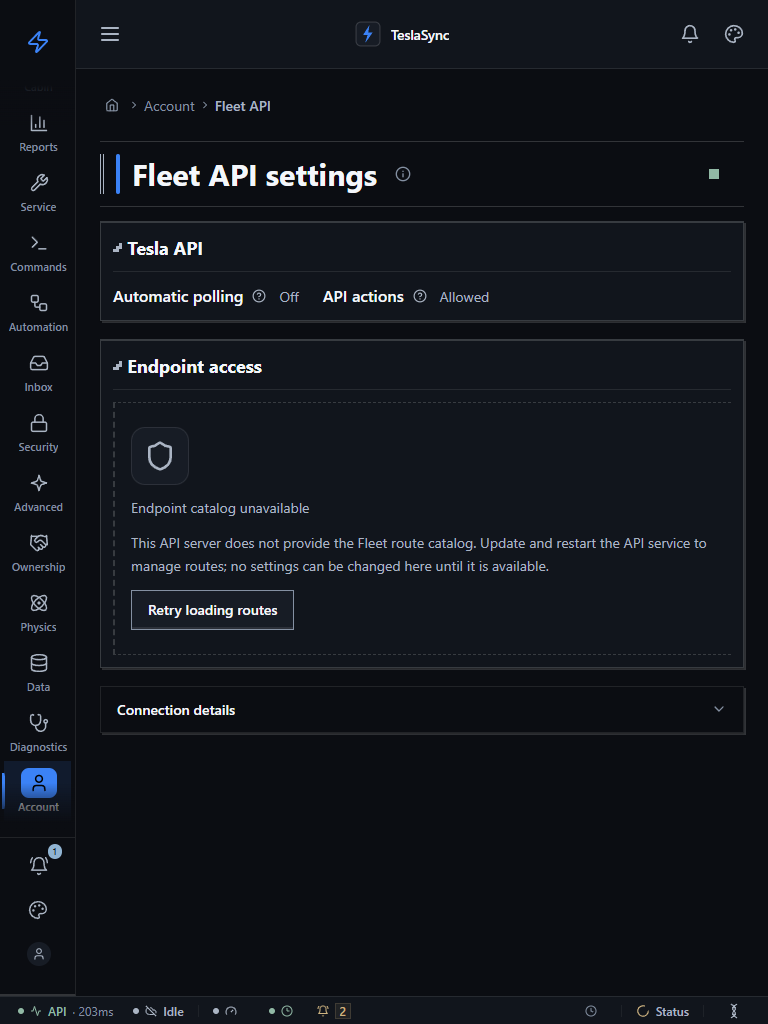 TeslaSync
Account
Fleet API
Fleet API settings
Tesla API
Automatic polling
Off
API actions
Allowed
Endpoint access
Endpoint catalog unavailable
This API server does not provide the Fleet route catalog. Update and restart the API service to
manage routes; no settings can be changed here until it is available.
Retry loading routes
Connection details
Reports
Service
Commands
Automation
Inbox
Security
Advanced
Ownership
Physics
Data
Diagnostics
Account
1
API · 203ms
Idle
2
Status